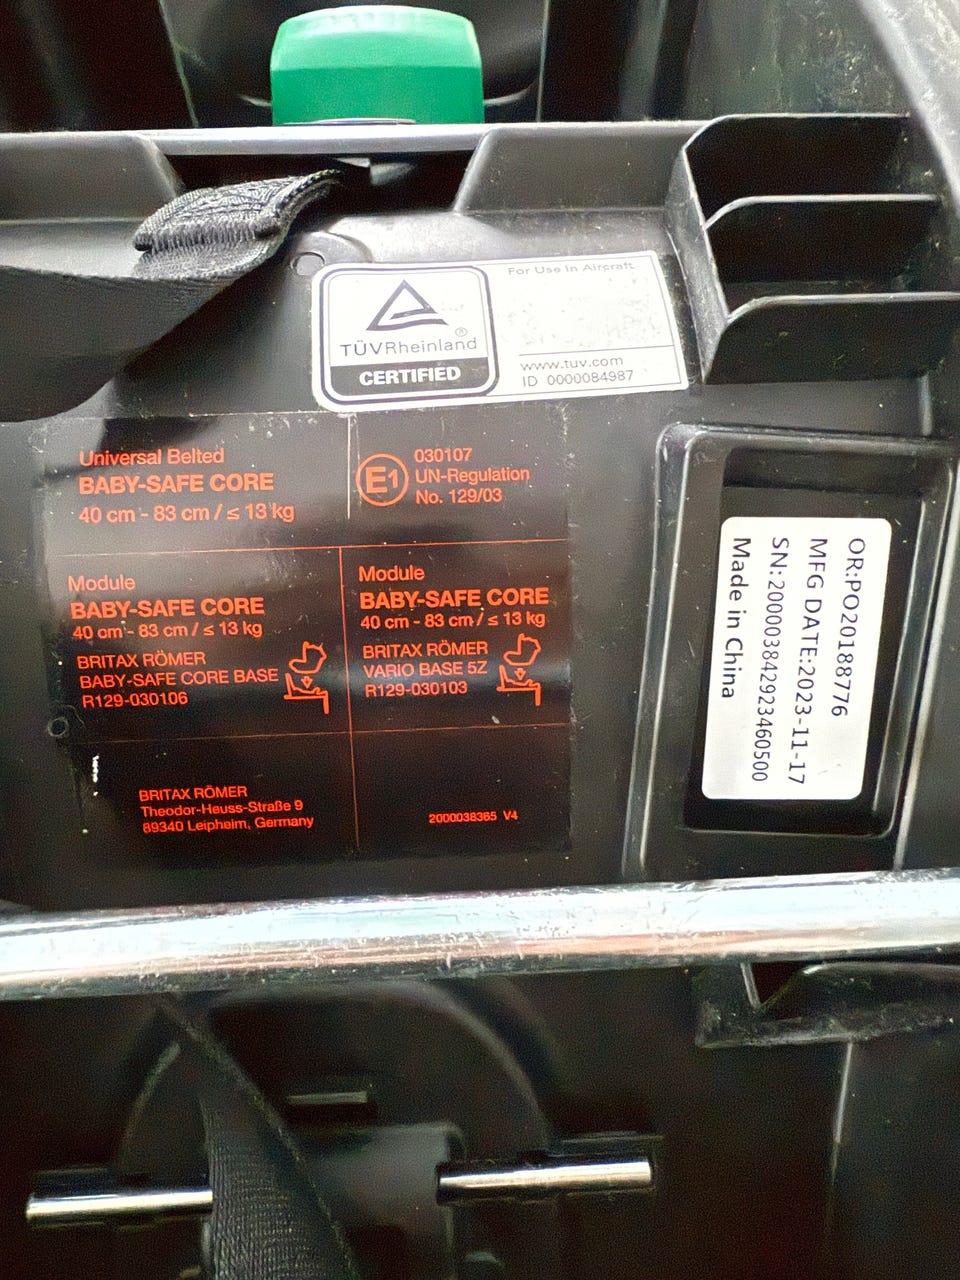 For Use In Aircraft
TÜVRheinland®
CERTIFIED
www.tuv.com
ID 0000084987
Universal Belted
BABY-SAFE CORE
40 cm - 83 cm / ≤ 13 kg
E1
030107
UN-Regulation
No. 129/03
Module
BABY-SAFE CORE
40 cm - 83 cm / ≤ 13 kg
BRITAX RÖMER
BABY-SAFE CORE BASE
R129-030106
Module
BABY-SAFE CORE
40 cm - 83 cm / ≤ 13 kg
BRITAX RÖMER
VARIO BASE 5Z
R129-030103
BRITAX RÖMER
Theodor-Heuss-Straße 9
89340 Leipheim, Germany
2000038365 V4
OR:PO20188776
MFG DATE:2023-11-17
SN:200003842923460500
Made in China